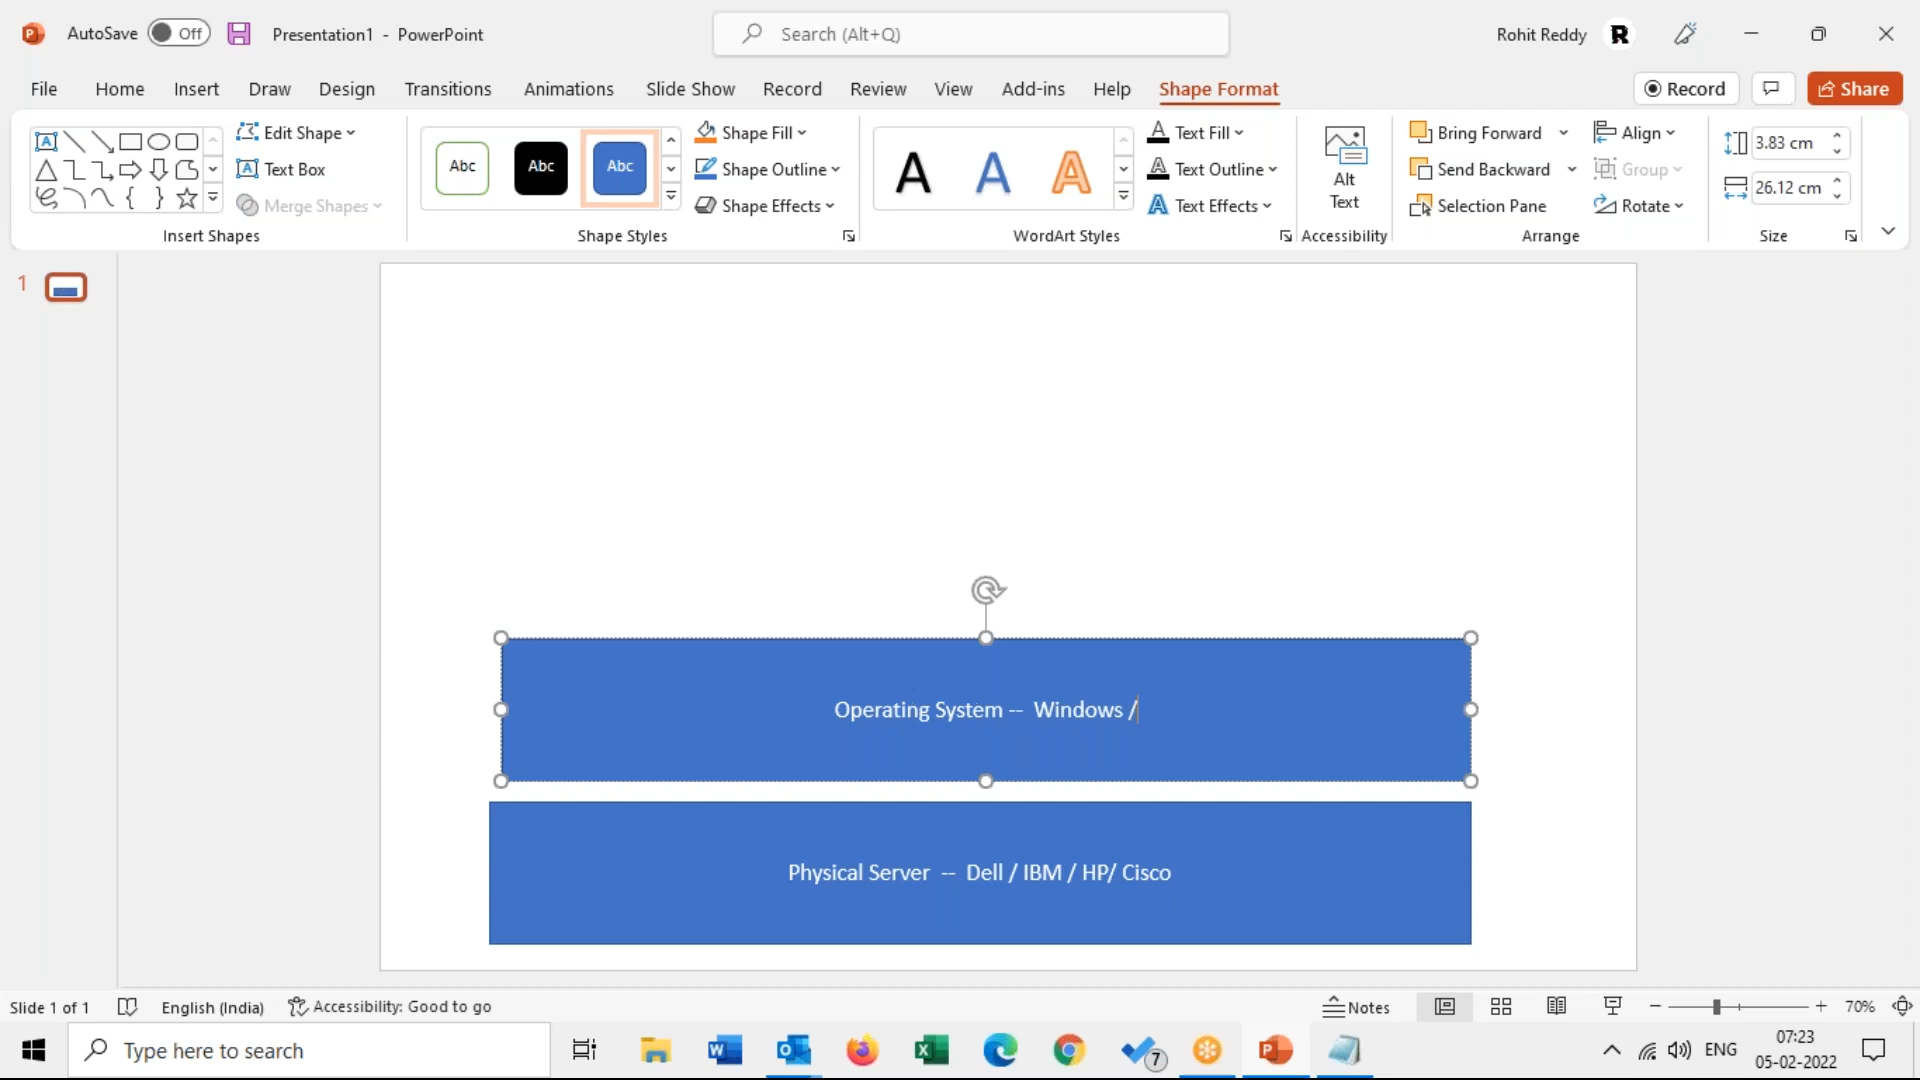 AutoSave Off Presentation1 - PowerPoint Search (Alt+Q) Rohit Reddy R
File Home Insert Draw Design Transitions Animations Slide Show Record Review View Add-ins Help Shape Format Record Share
Edit Shape
Text Box
Merge Shapes
Insert Shapes
Abc Abc Abc
Shape Fill
Shape Outline
Shape Effects
Shape Styles
A A A
Text Fill
Text Outline
Text Effects
WordArt Styles
Alt
Text
Accessibility
Bring Forward
Send Backward
Selection Pane
Align
Group
Rotate
Arrange
3.83 cm
26.12 cm
Size
1
Operating System -- Windows /
Physical Server -- Dell / IBM / HP/ Cisco
Slide 1 of 1 English (India) Accessibility: Good to go Notes 70%
Type here to search 7 ENG 07:23
05-02-2022